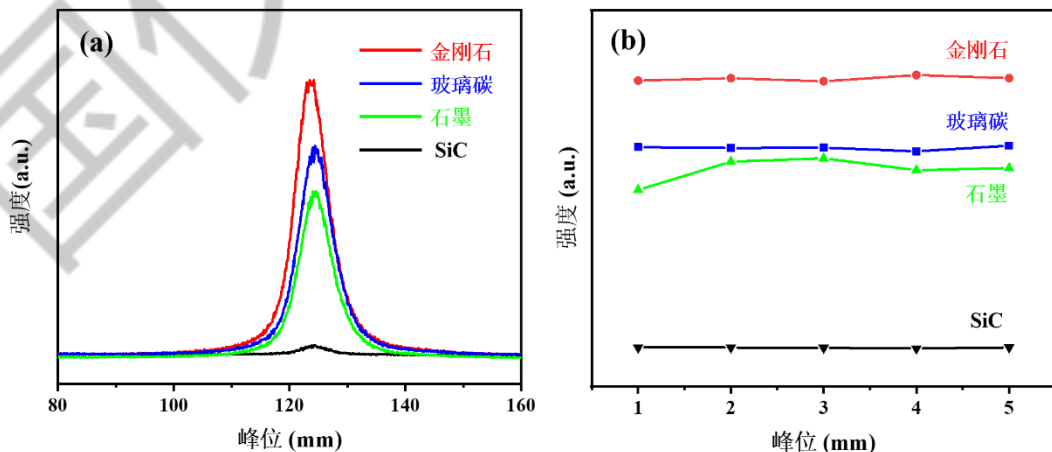 (a)
金刚石
玻璃碳
石墨
SiC
强度(a.u.)
80
100
120
140
160
峰位 (mm)
(b)
金刚石
玻璃碳
石墨
SiC
强度 (a.u.)
1
2
3
4
5
峰位 (mm)
国